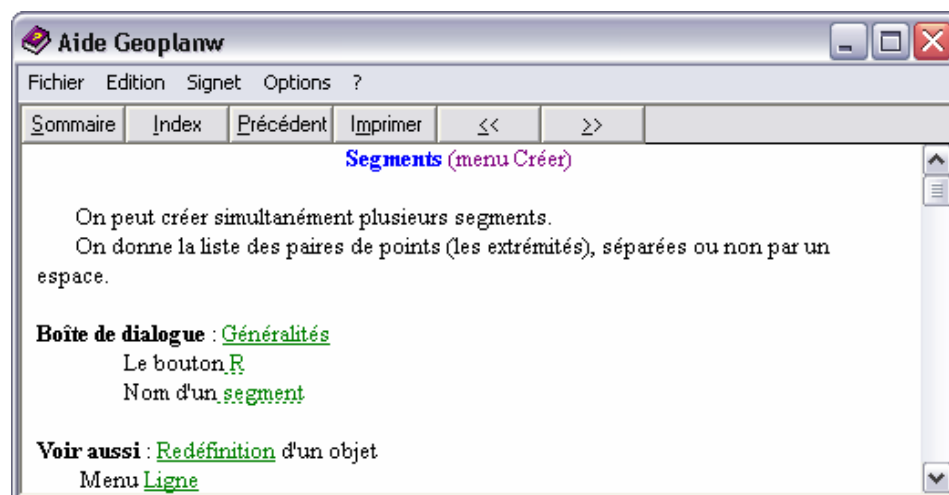 Aide Geoplanw
Fichier Edition Signet Options ?
Sommaire Index Précédent Imprimer << >>
Segments (menu Créer)
On peut créer simultanément plusieurs segments.
On donne la liste des paires de points (les extrémités), séparées ou non par un
espace.
Boîte de dialogue : Généralités
Le bouton R
Nom d'un segment
Voir aussi : Redéfinition d'un objet
Menu Ligne